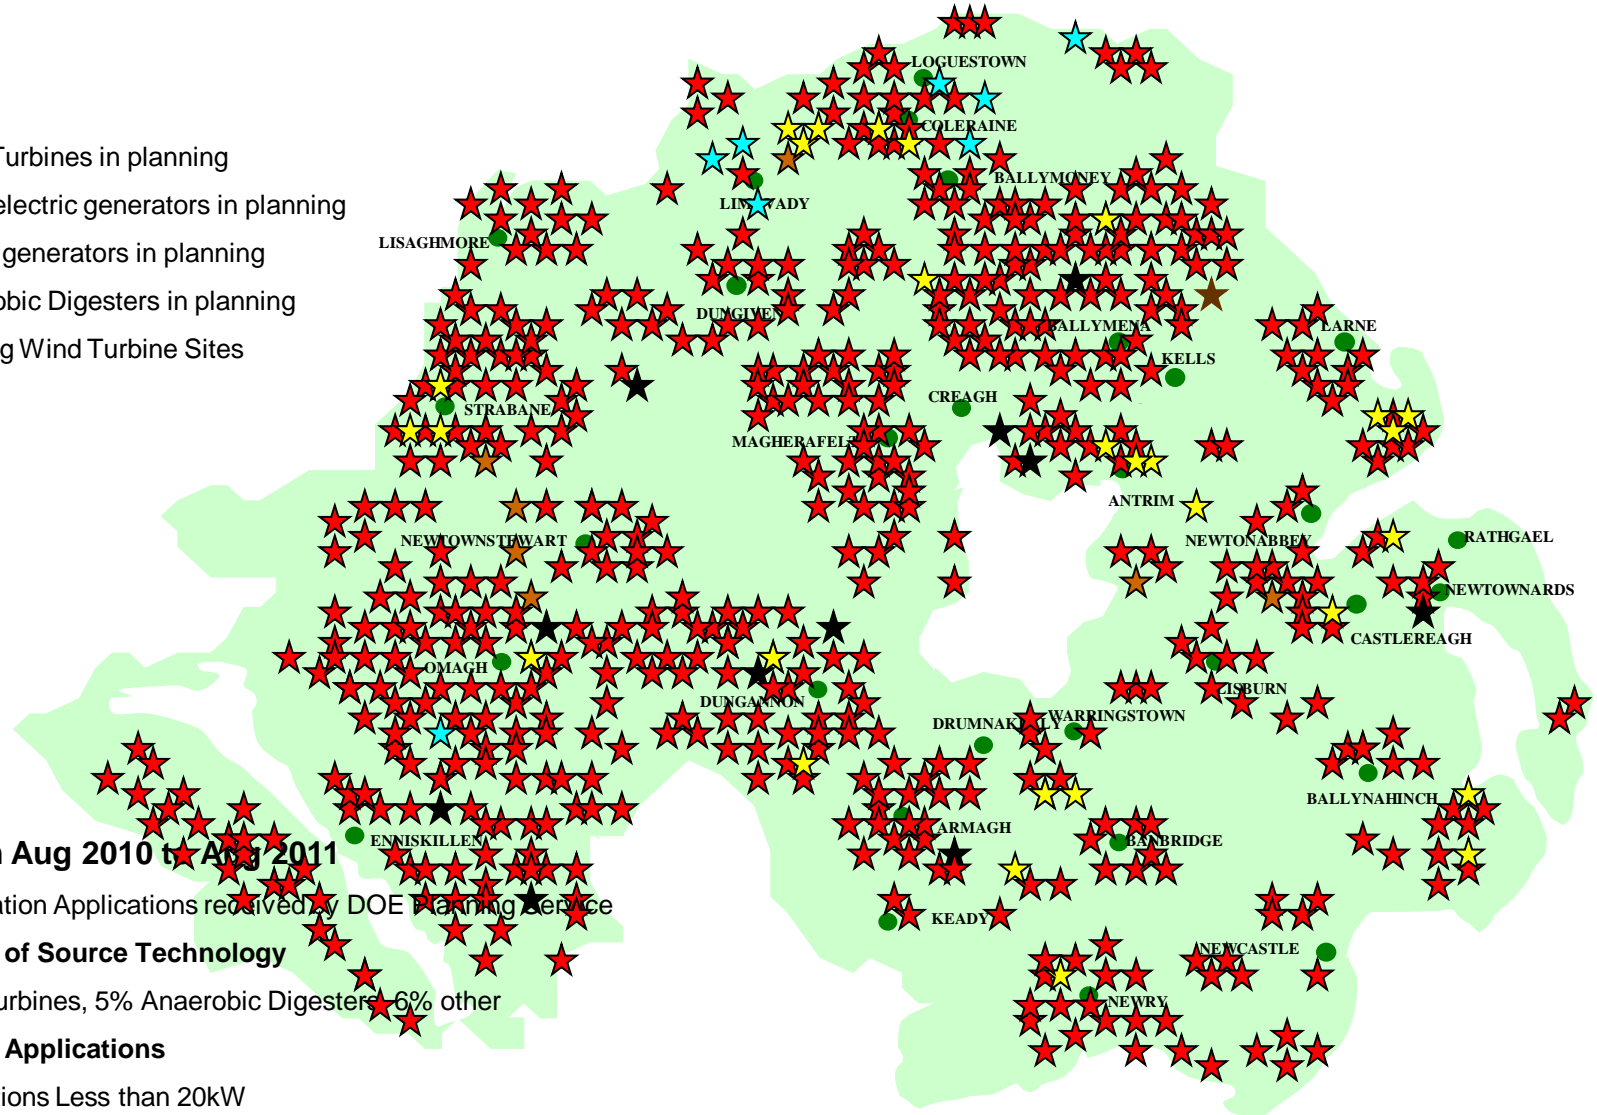 LOGUESTOWN
COLERAINE
Turbines in planning
BALLYMONEY
electric generators in planning
LIMAVADY
LISAGHMORE
generators in planning
obic Digesters in planning
DUNGIVEN
BALLYMENA
LARNE
g Wind Turbine Sites
KELLS
CREAGH
STRABANE
MAGHERAFELT
ANTRIM
NEWTOWNSTEWART
NEWTONABBEY
RATHGAEL
NEWTOWNARDS
CASTLEREAGH
OMAGH
LISBURN
DUNGANNON
WARRINGSTOWN
DRUMNAKELLY
BALLYNAHINCH
ARMAGH
ENNISKILLEN
BANBRIDGE
n Aug 2010 to Aug 2011
ation Applications received by DOE Planning Service
KEADY
of Source Technology
NEWCASTLE
urbines, 5% Anaerobic Digesters, 6% other
NEWRY
Applications
ions Less than 20kW